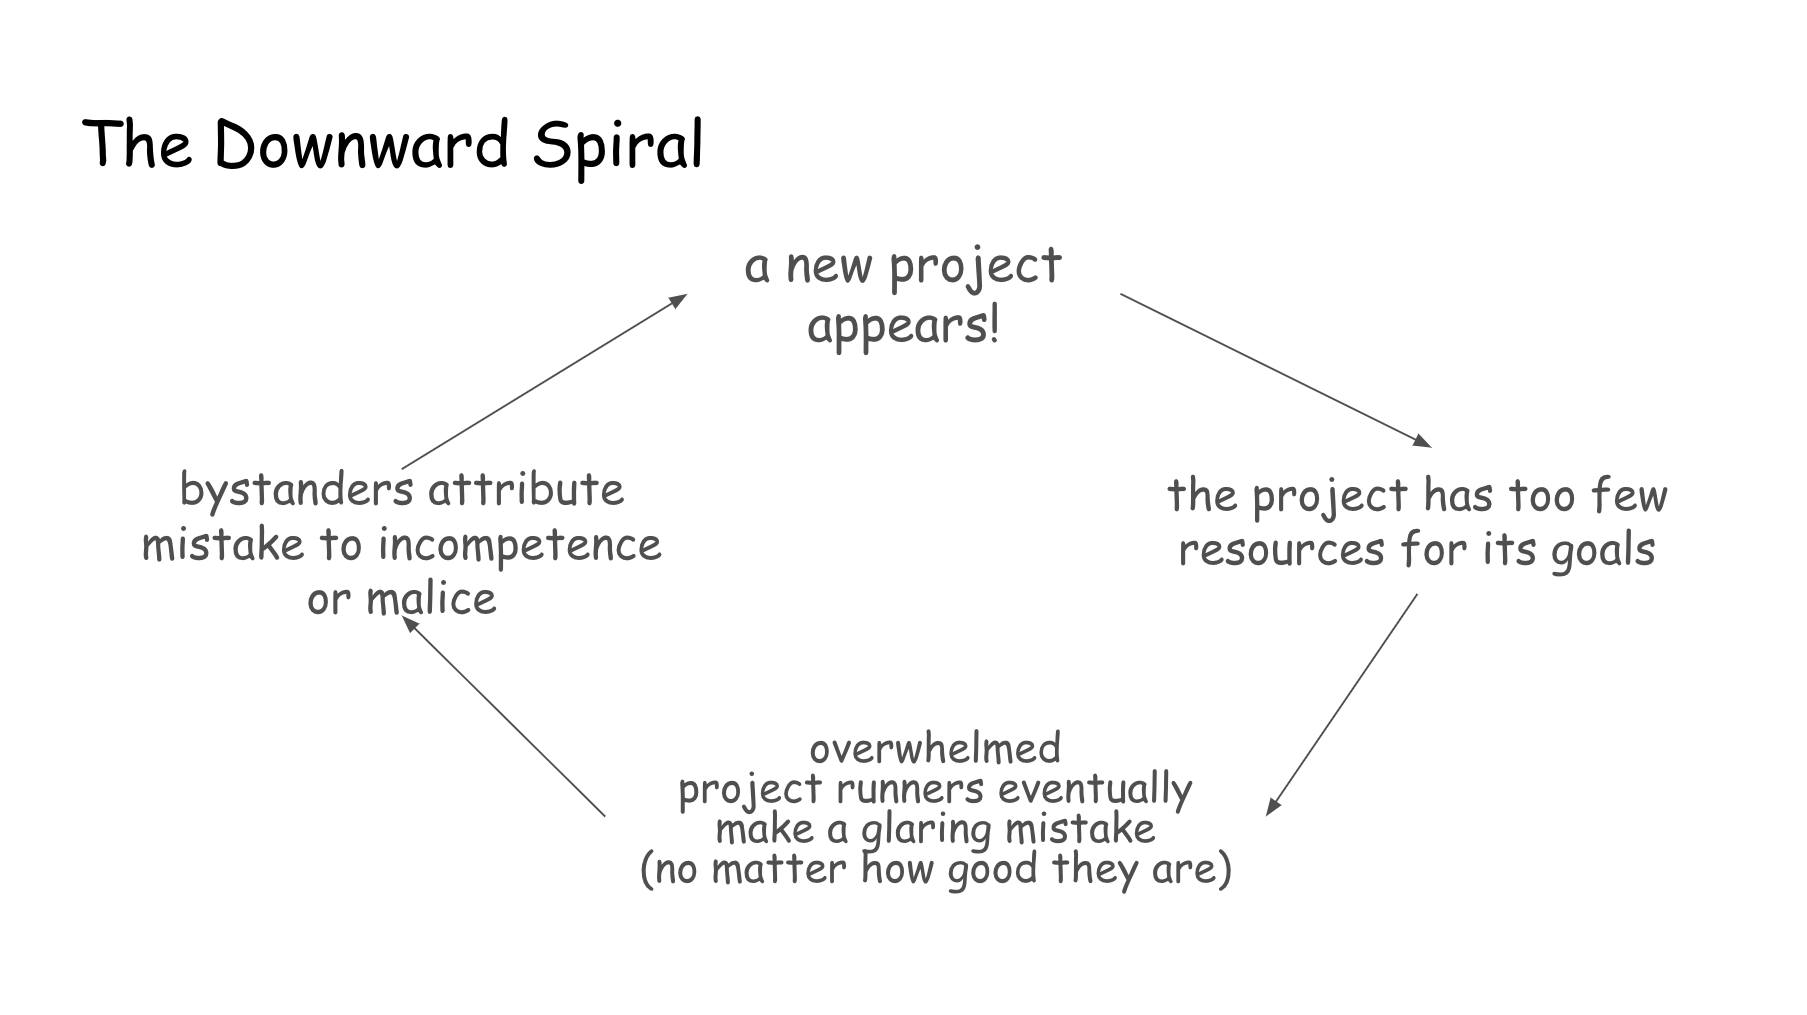 The Downward Spiral
a new project
appears!
the project has too few
resources for its goals
overwhelmed
project runners eventually
make a glaring mistake
(no matter how good they are)
bystanders attribute
mistake to incompetence
or malice